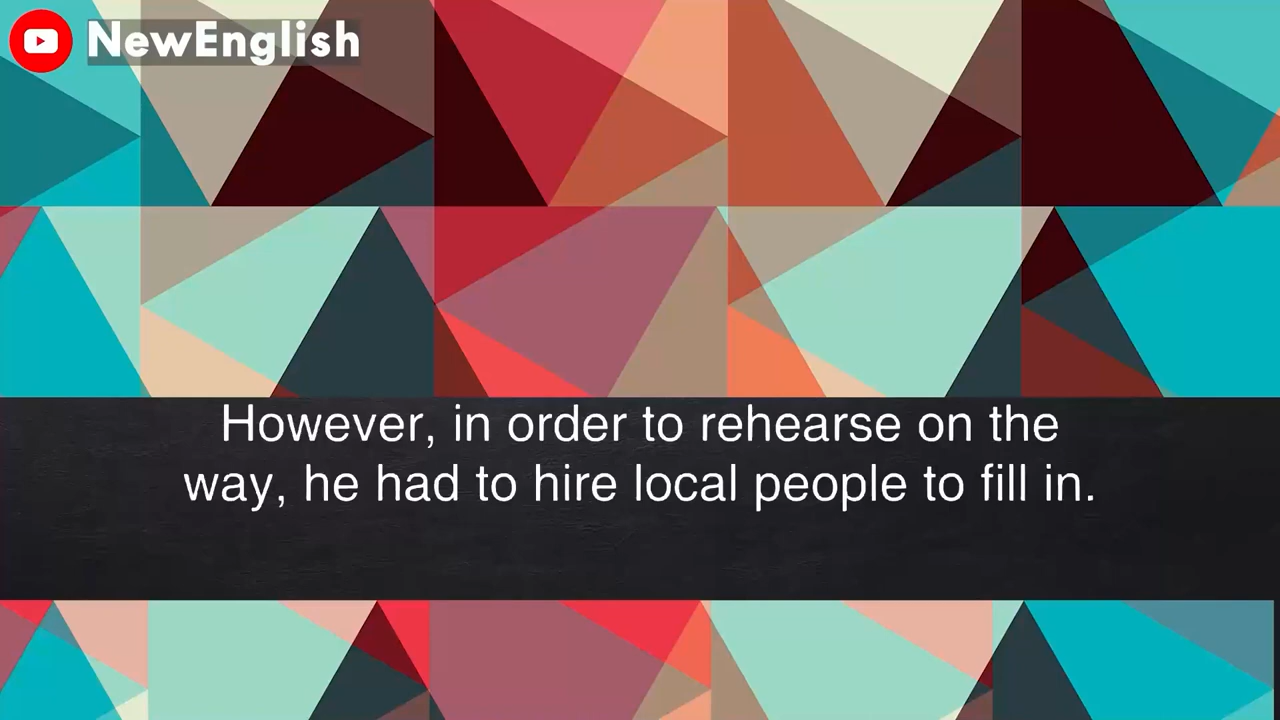 NewEnglish
However, in order to rehearse on the
way, he had to hire local people to fill in.